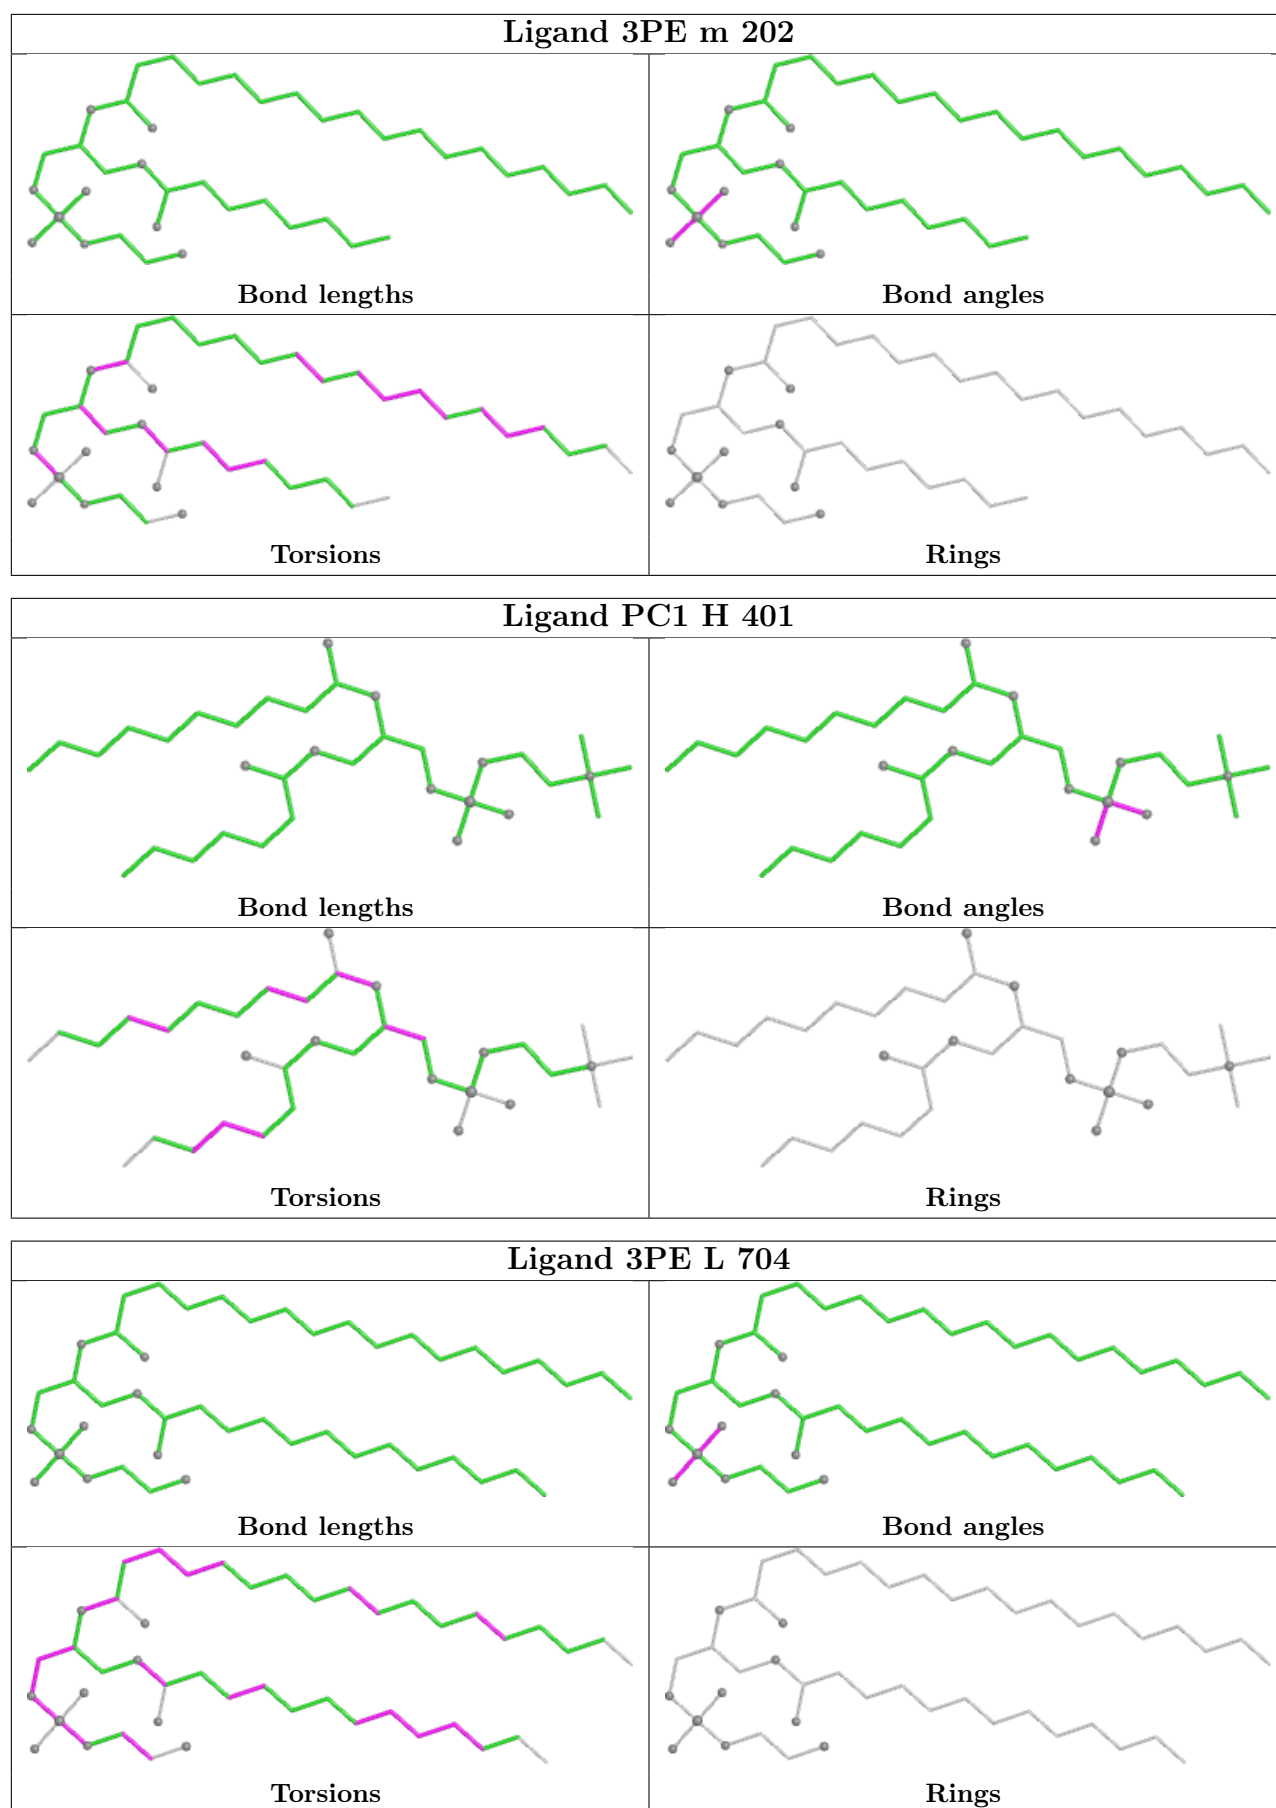 Ligand 3PE m 202
Bond lengths
Bond angles
Torsions
Rings
Ligand PC1 H 401
Bond lengths
Bond angles
Torsions
Rings
Ligand 3PE L 704
Bond lengths
Bond angles
Torsions
Rings